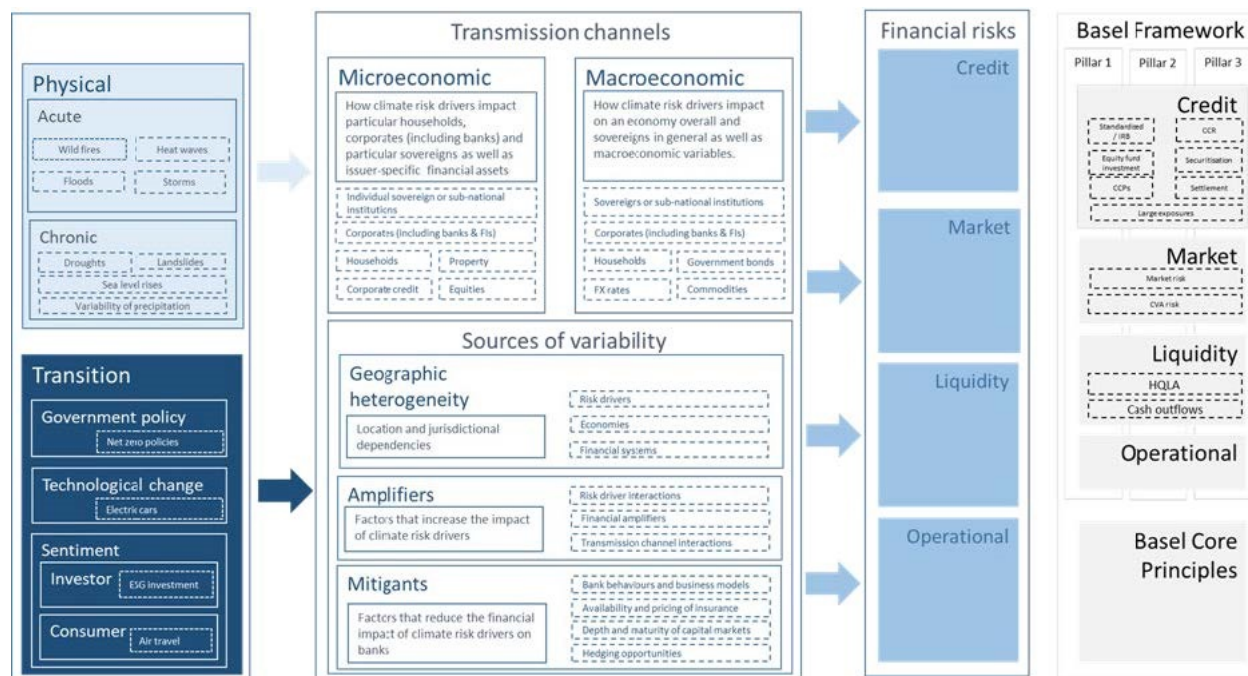 Physical
Acute
Wild fires
Heat waves
Floods
Storms
Chronic
Droughts
Landslides
Sea level rises
Variability of precipitation
Transition
Government policy
Net zero policies
Technological change
Electric cars
Sentiment
Investor
ESG investment
Consumer
Air travel
Transmission channels
Microeconomic
How climate risk drivers impact
particular households,
corporates (including banks) and
particular sovereigns as well as
issuer-specific financial assets
Individual sovereign or sub-national
institutions
Corporates (including banks & FIs)
Households
Property
Corporate credit
Equities
Macroeconomic
How climate risk drivers impact
on an economy overall and
sovereigns in general as well as
macroeconomic variables.
Sovereigns or sub-national institutions
Corporates (including banks & FIs)
Households
Government bonds
FX rates
Commodities
Sources of variability
Geographic
heterogeneity
Location and jurisdictional
dependencies
Risk drivers
Economies
Financial systems
Amplifiers
Factors that increase the impact
of climate risk drivers
Risk driver interactions
Financial amplifiers
Transmission channel interactions
Mitigants
Factors that reduce the financial
impact of climate risk drivers on
banks
Bank behaviours and business models
Availability and pricing of insurance
Depth and maturity of capital markets
Hedging opportunities
Financial risks
Credit
Market
Liquidity
Operational
Basel Framework
Pillar 1
Pillar 2
Pillar 3
Credit
Standardised
/ IRB
CCR
Equity fund
investment
Securitisation
CCPs
Settlement
Large exposures
Market
Market risk
CVA risk
Liquidity
HQLA
Cash outflows
Operational
Basel Core
Principles